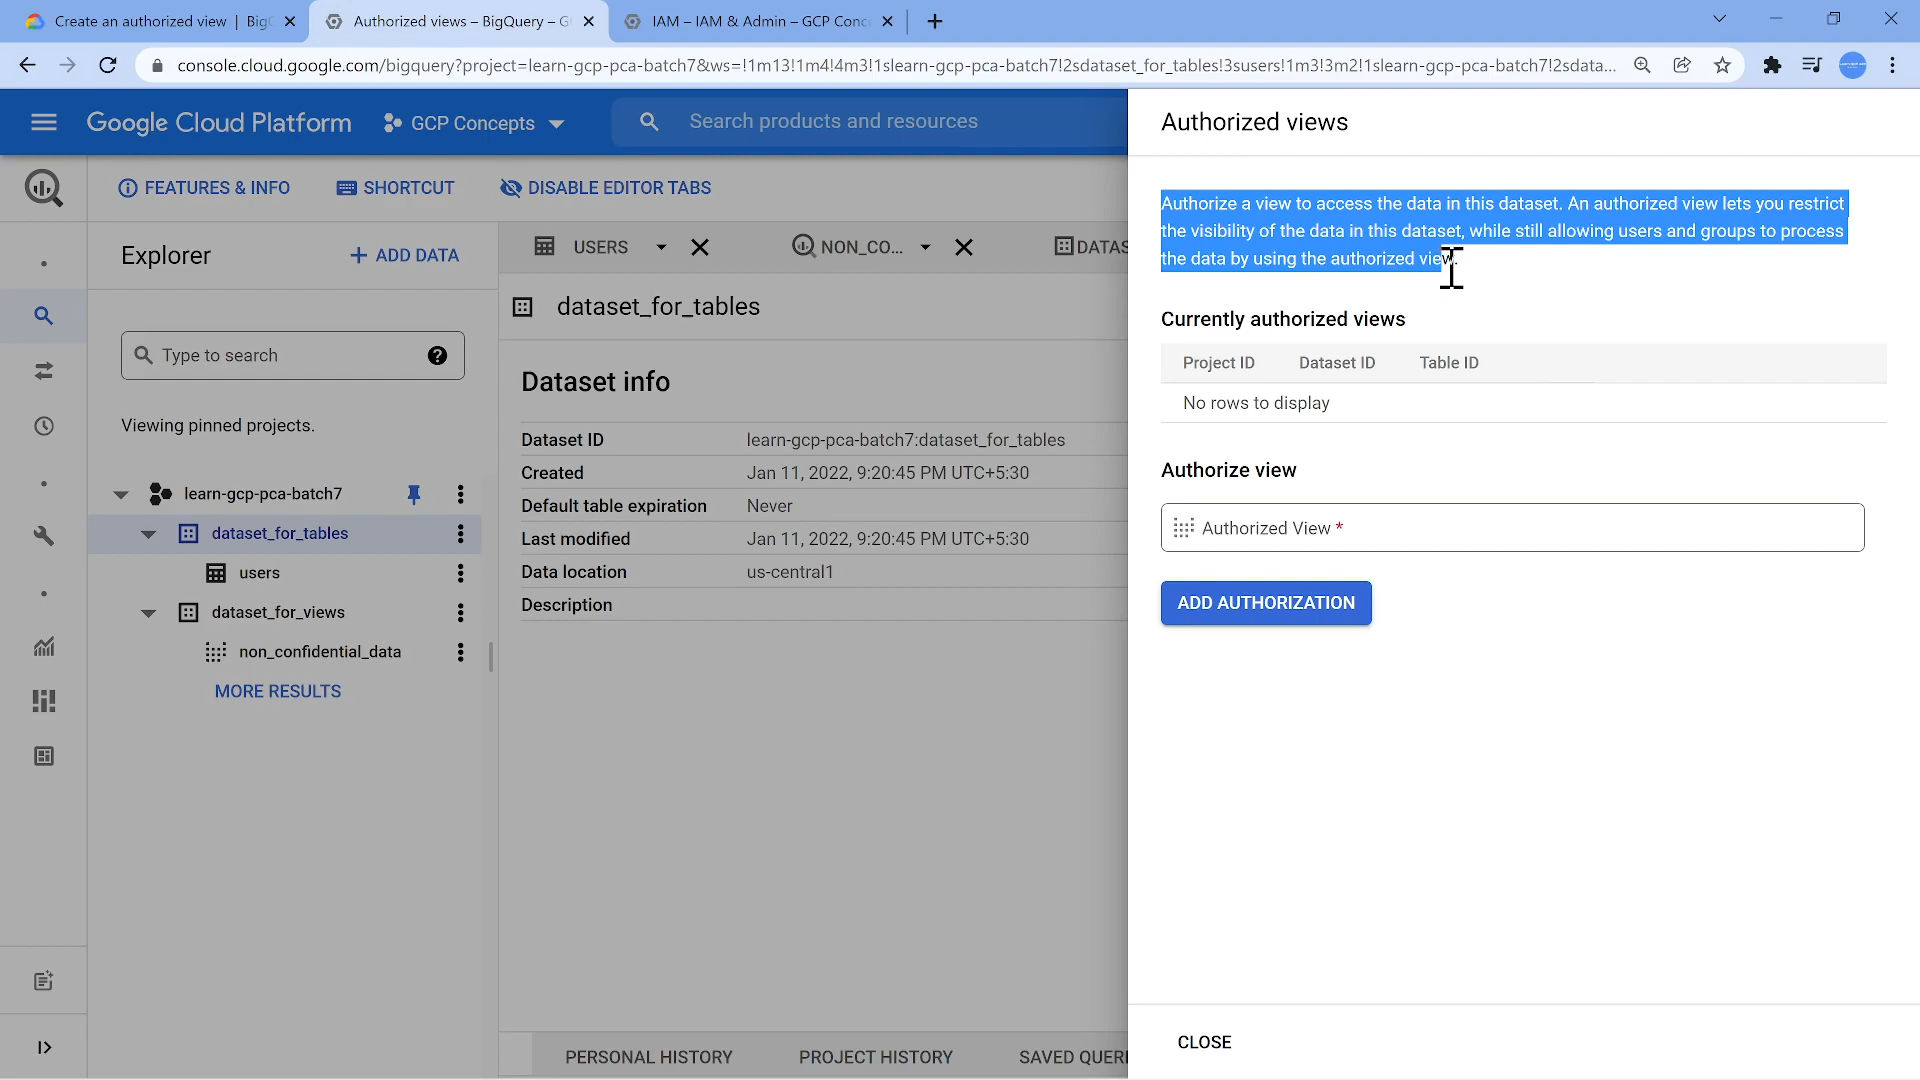 Create an authorized view | Big
Authorized views – BigQuery – G
IAM – IAM & Admin – GCP Conc
console.cloud.google.com/bigquery?project=learn-gcp-pca-batch7&ws=!1m13!1m4!4m3!1slearn-gcp-pca-batch7!2sdataset_for_tables!3susers!1m3!3m2!1slearn-gcp-pca-batch7!2sdata...
Google Cloud Platform
GCP Concepts
Search products and resources
FEATURES & INFO
SHORTCUT
DISABLE EDITOR TABS
Explorer
+ ADD DATA
Type to search
Viewing pinned projects.
learn-gcp-pca-batch7
dataset_for_tables
users
dataset_for_views
non_confidential_data
MORE RESULTS
USERS
NON_CO...
DATAS
dataset_for_tables
Dataset info
Dataset ID learn-gcp-pca-batch7:dataset_for_tables
Created Jan 11, 2022, 9:20:45 PM UTC+5:30
Default table expiration Never
Last modified Jan 11, 2022, 9:20:45 PM UTC+5:30
Data location us-central1
Description
PERSONAL HISTORY
PROJECT HISTORY
SAVED QUERI
Authorized views
Authorize a view to access the data in this dataset. An authorized view lets you restrict
the visibility of the data in this dataset, while still allowing users and groups to process
the data by using the authorized view.
Currently authorized views
Project ID Dataset ID Table ID
No rows to display
Authorize view
Authorized View *
ADD AUTHORIZATION
CLOSE